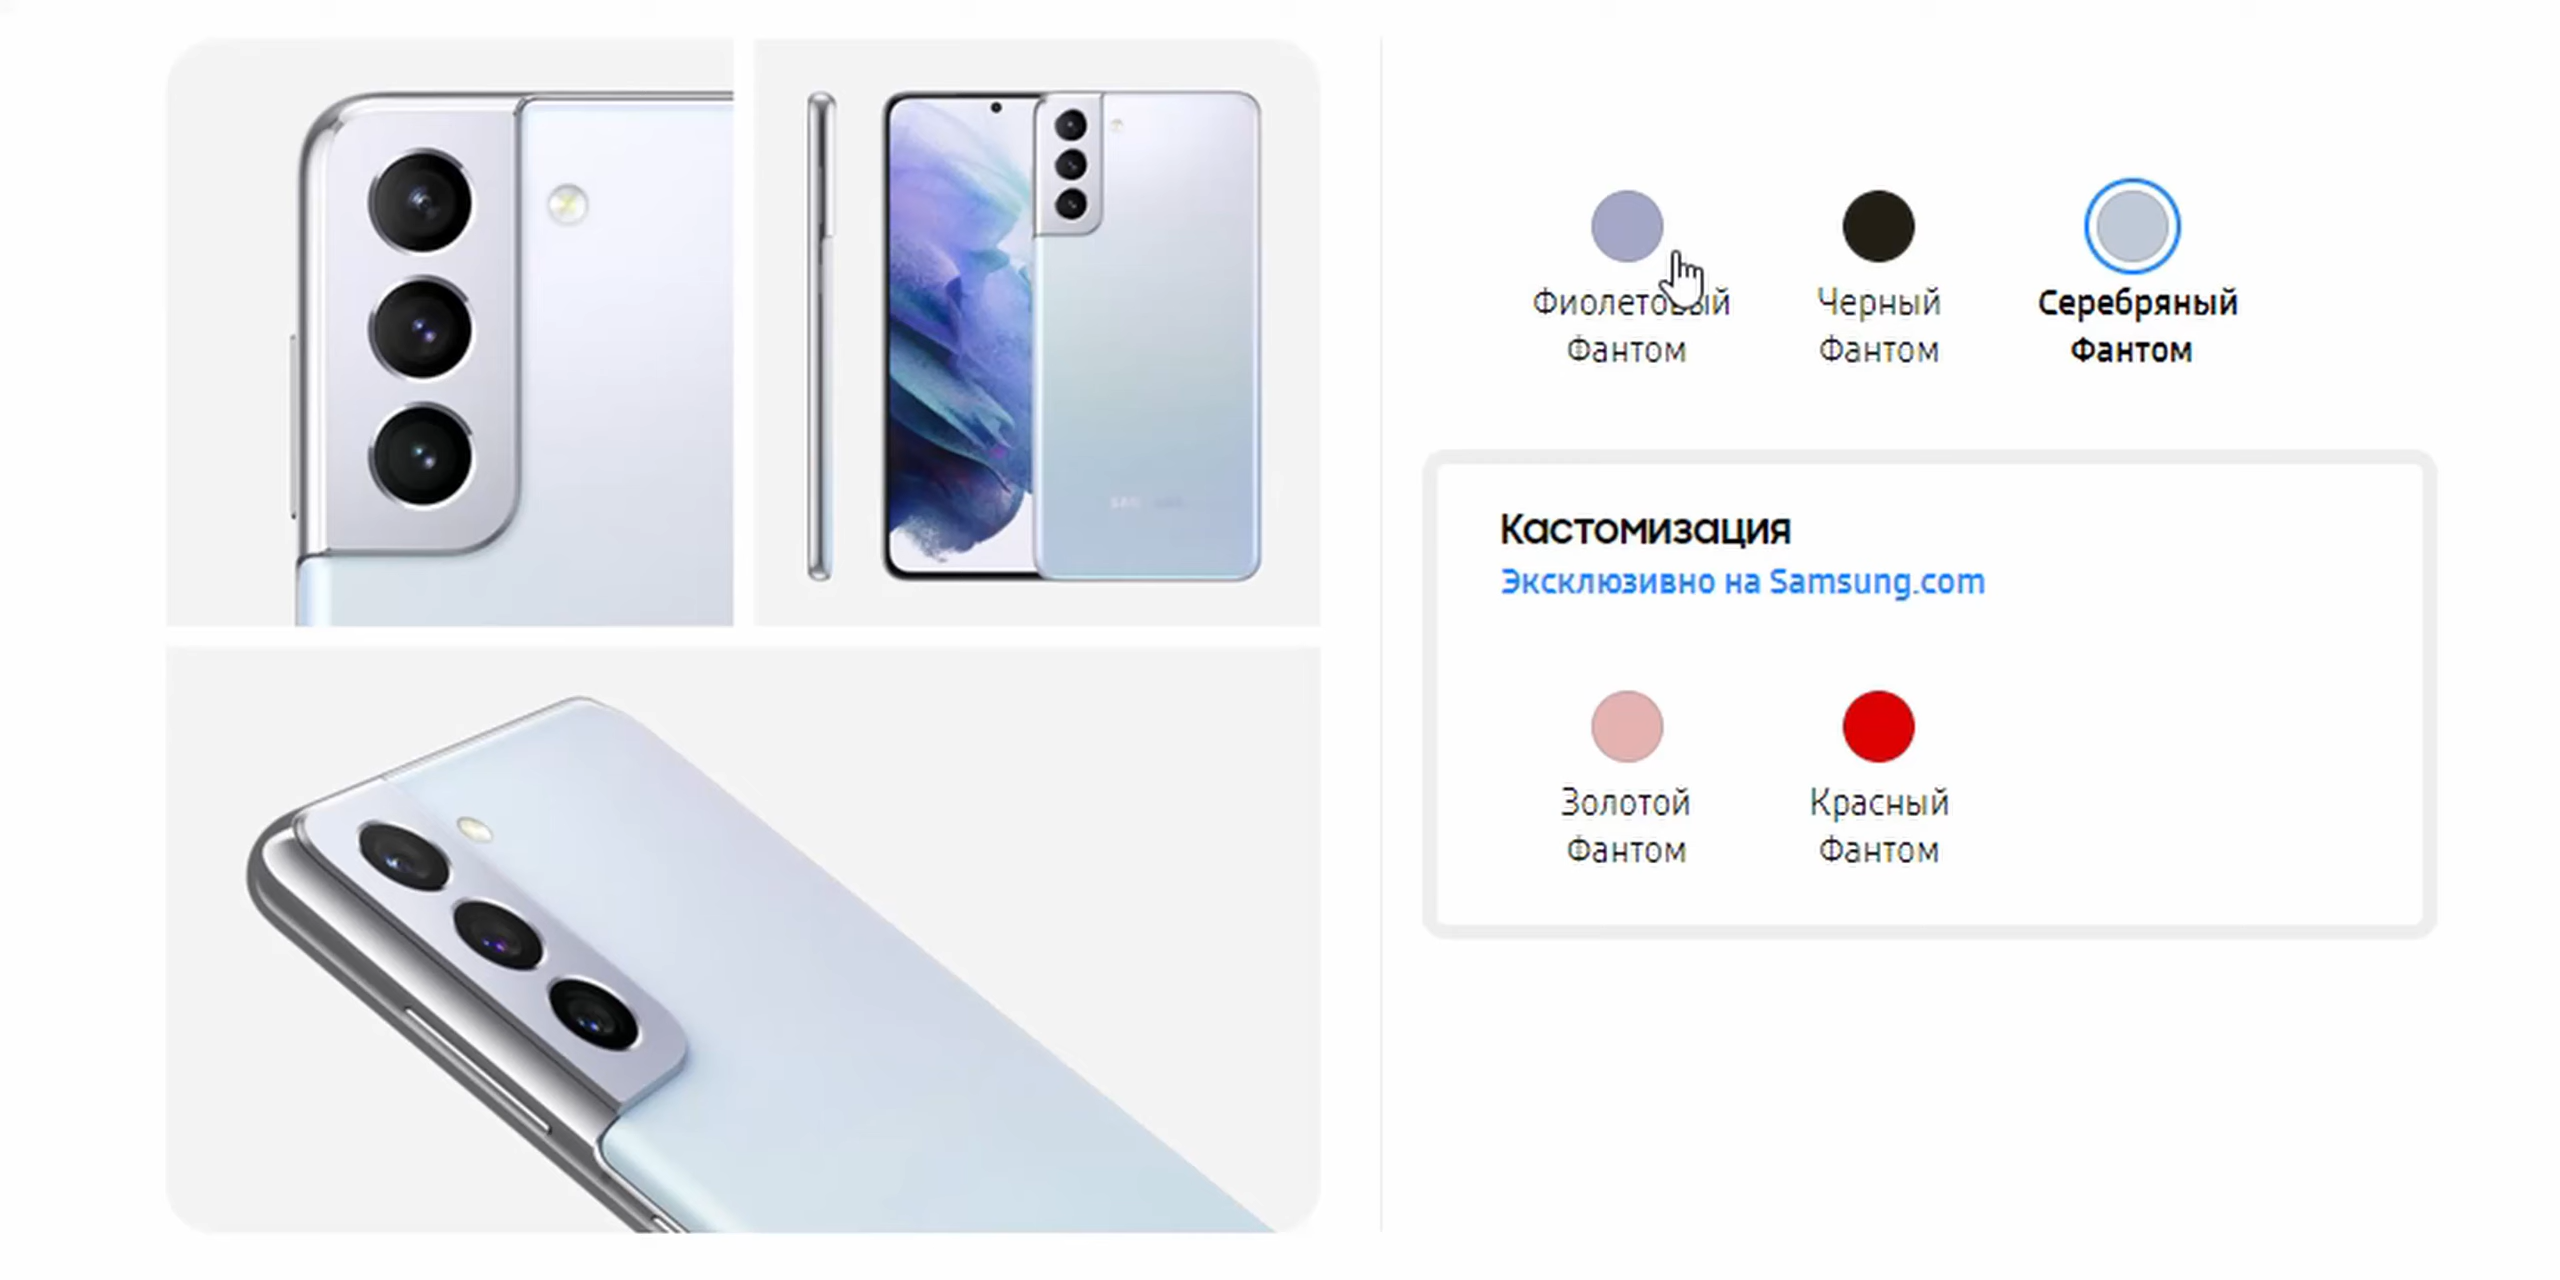 Фиолетовый
Фантом
Черный
Фантом
Серебряный
Фантом
Кастомизация
Эксклюзивно на Samsung.com
Золотой
Фантом
Красный
Фантом